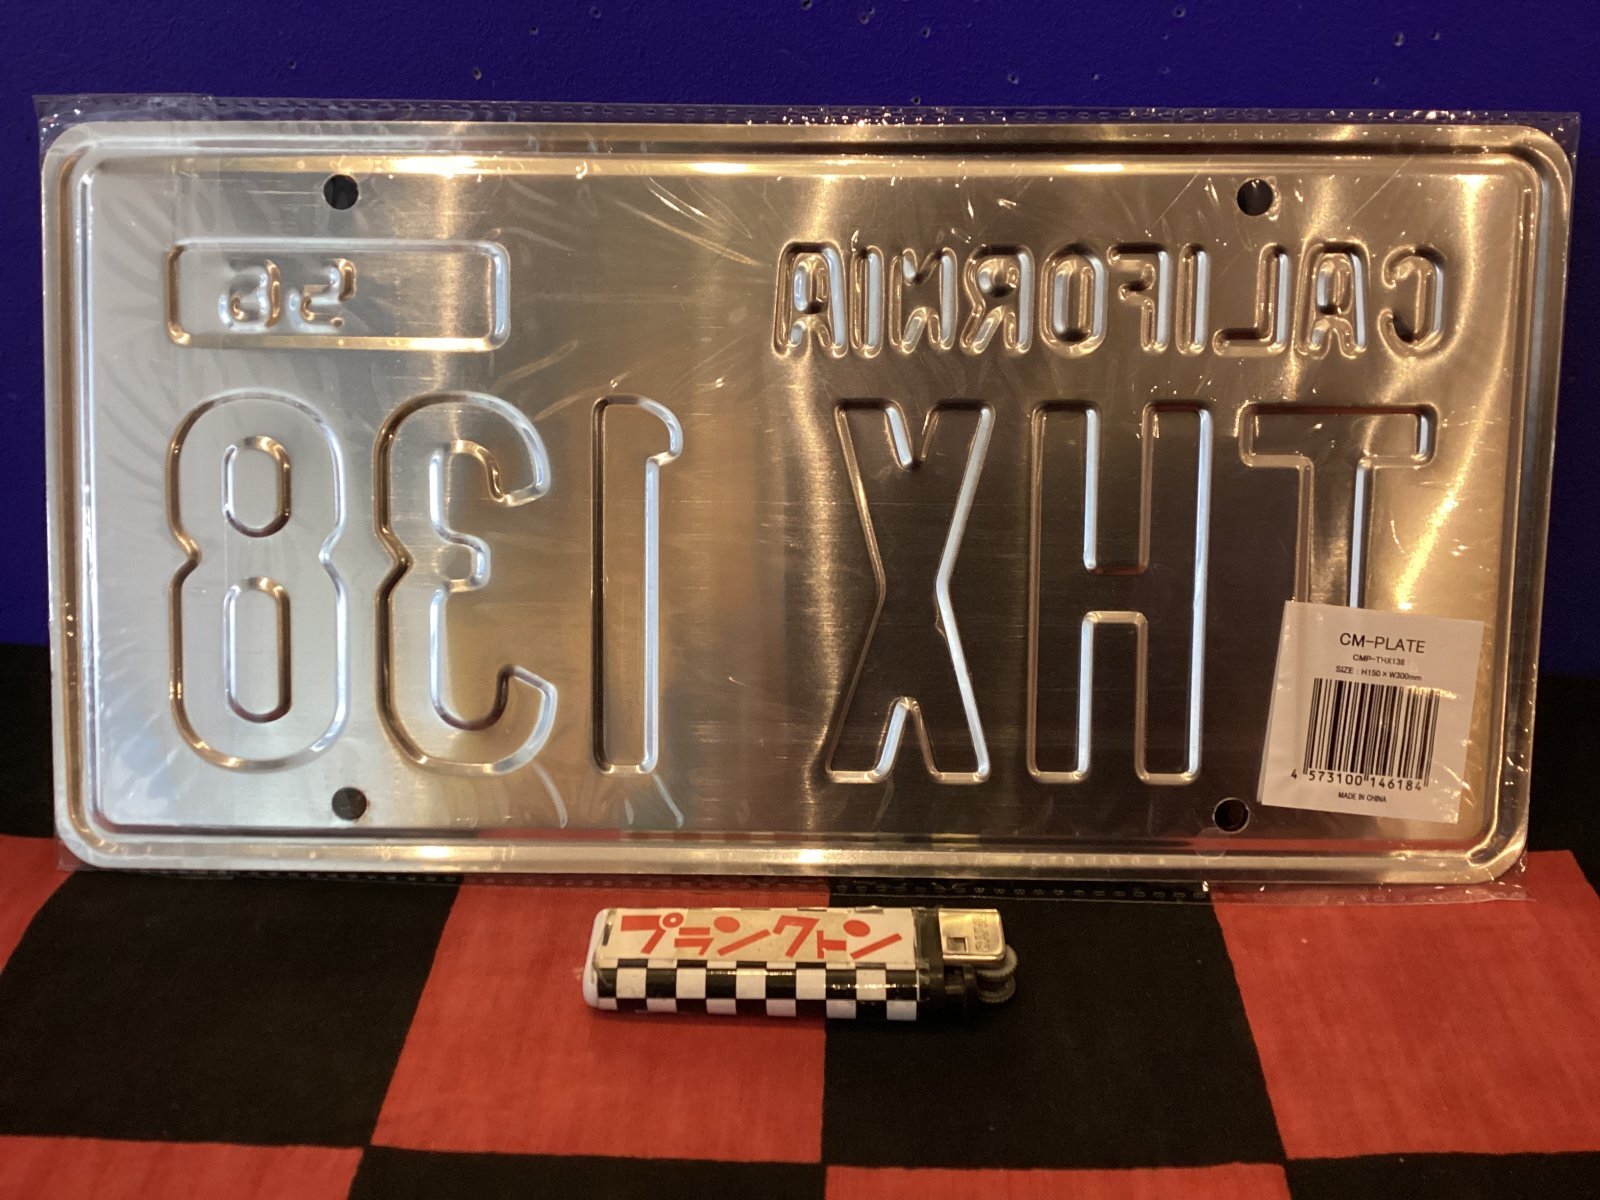 CALIFORNIA 56
THX 138
CM-PLATE
CMP-THX138
SIZE : H150×W300mm
4 573100 146184
MADE IN CHINA
プランクトン